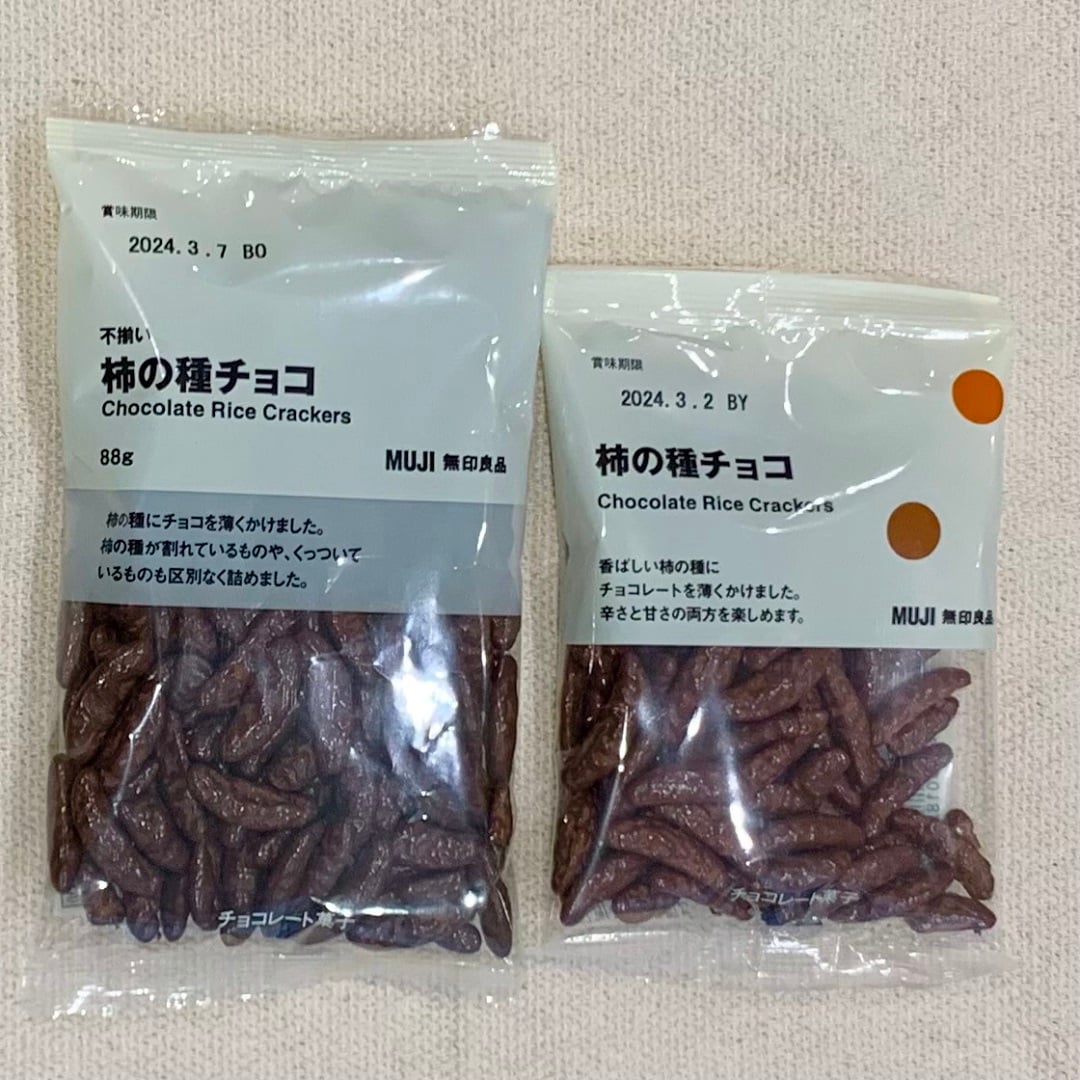 賞味期限
2024.3.7 BO
不揃い
柿の種チョコ
Chocolate Rice Crackers
88g
MUJI 無印良品
柿の種にチョコを薄くかけました。
柿の種が割れているものや、くっついて
いるものも区別なく詰めました。
チョコレート菓子
賞味期限
2024.3.2 BY
柿の種チョコ
Chocolate Rice Crackers
香ばしい柿の種に
チョコレートを薄くかけました。
辛さと甘さの両方を楽しめます。
MUJI 無印良品
チョコレート菓子